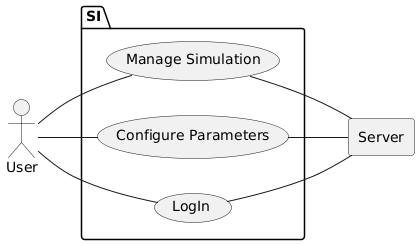 SI
Manage Simulation
Configure Parameters
LogIn
User
Server